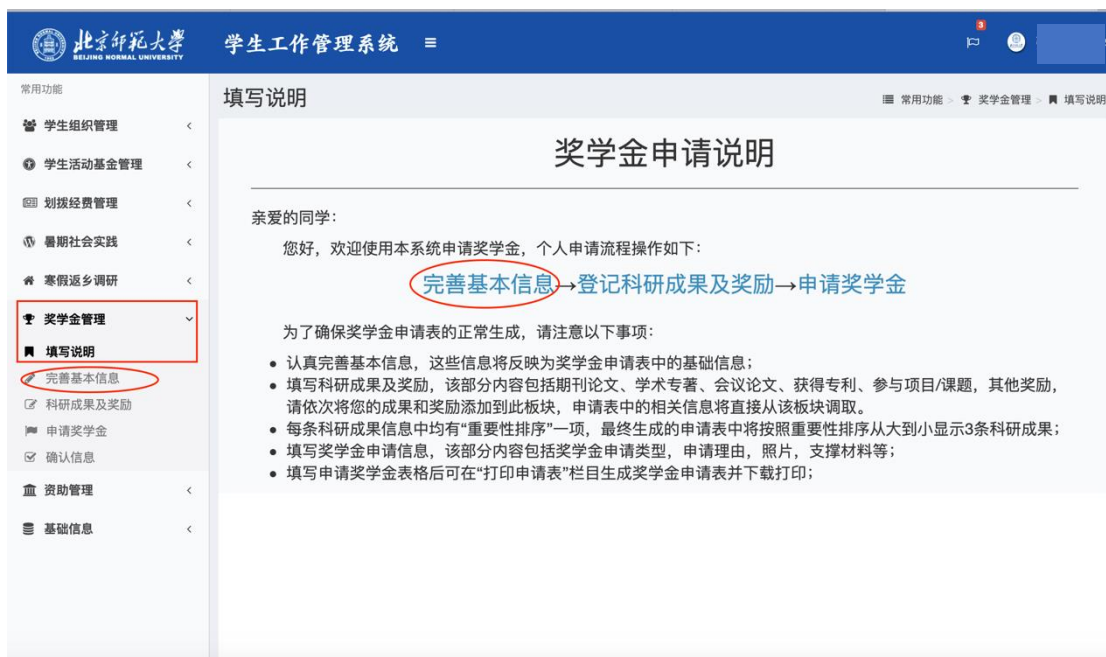 北京师范大学 学生工作管理系统 3
BEIJING NORMAL UNIVERSITY
常用功能
学生组织管理
学生活动基金管理
划拨经费管理
暑期社会实践
寒假返乡调研
奖学金管理
填写说明
完善基本信息
科研成果及奖励
申请奖学金
确认信息
资助管理
基础信息
填写说明
常用功能 > 奖学金管理 > 填写说明
奖学金申请说明
亲爱的同学：
您好，欢迎使用本系统申请奖学金，个人申请流程操作如下：
完善基本信息→登记科研成果及奖励→申请奖学金
为了确保奖学金申请表的正常生成，请注意以下事项：
• 认真完善基本信息，这些信息将反映为奖学金申请表中的基础信息；
• 填写科研成果及奖励，该部分内容包括期刊论文、学术专著、会议论文、获得专利、参与项目/课题，其他奖励，
请依次将您的成果和奖励添加到此板块，申请表中的相关信息将直接从该板块调取。
• 每条科研成果信息中均有“重要性排序”一项，最终生成的申请表中将按照重要性排序从大到小显示3条科研成果；
• 填写奖学金申请信息，该部分内容包括奖学金申请类型，申请理由，照片，支撑材料等；
• 填写申请奖学金表格后可在“打印申请表”栏目生成奖学金申请表并下载打印；